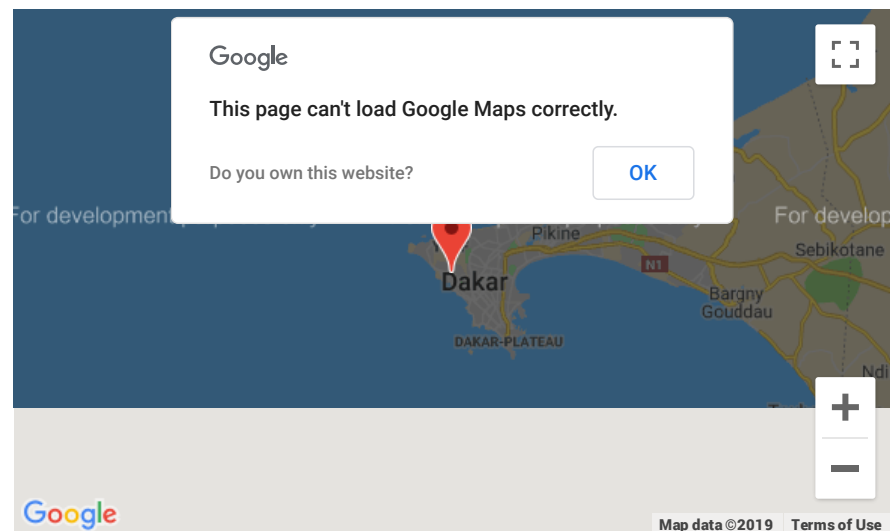 Google
This page can't load Google Maps correctly.
Do you own this website?
OK
For development
For develop
Pikine
Sebikotane
N1
Dakar
Bargny
Gouddau
DAKAR-PLATEAU
Ndi
Google
Map data ©2019
Terms of Use